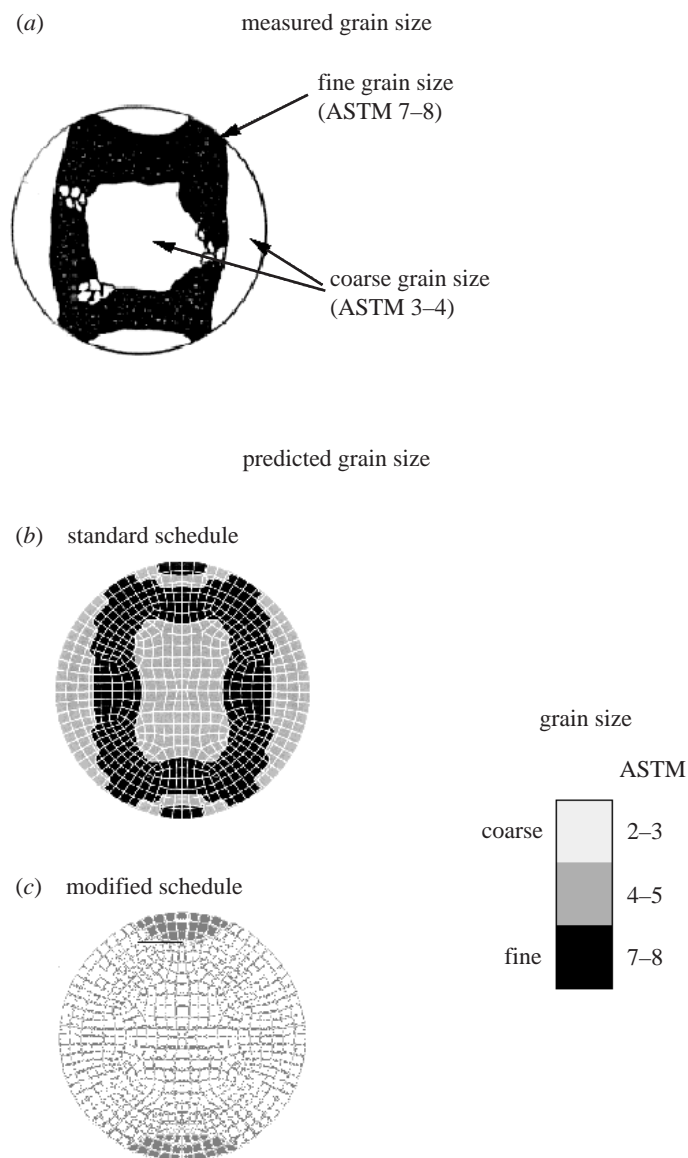 (a) measured grain size
fine grain size
(ASTM 7–8)
coarse grain size
(ASTM 3–4)
predicted grain size
(b) standard schedule
grain size
ASTM
coarse 2–3
4–5
fine 7–8
(c) modified schedule